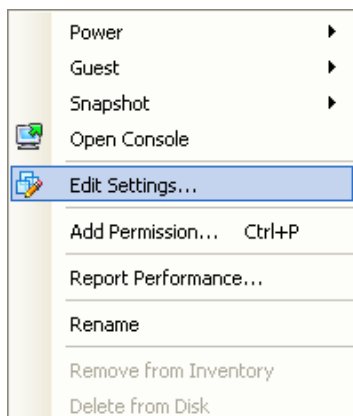 Power
Guest
Snapshot
Open Console
Edit Settings...
Add Permission... Ctrl+P
Report Performance...
Rename
Remove from Inventory
Delete from Disk